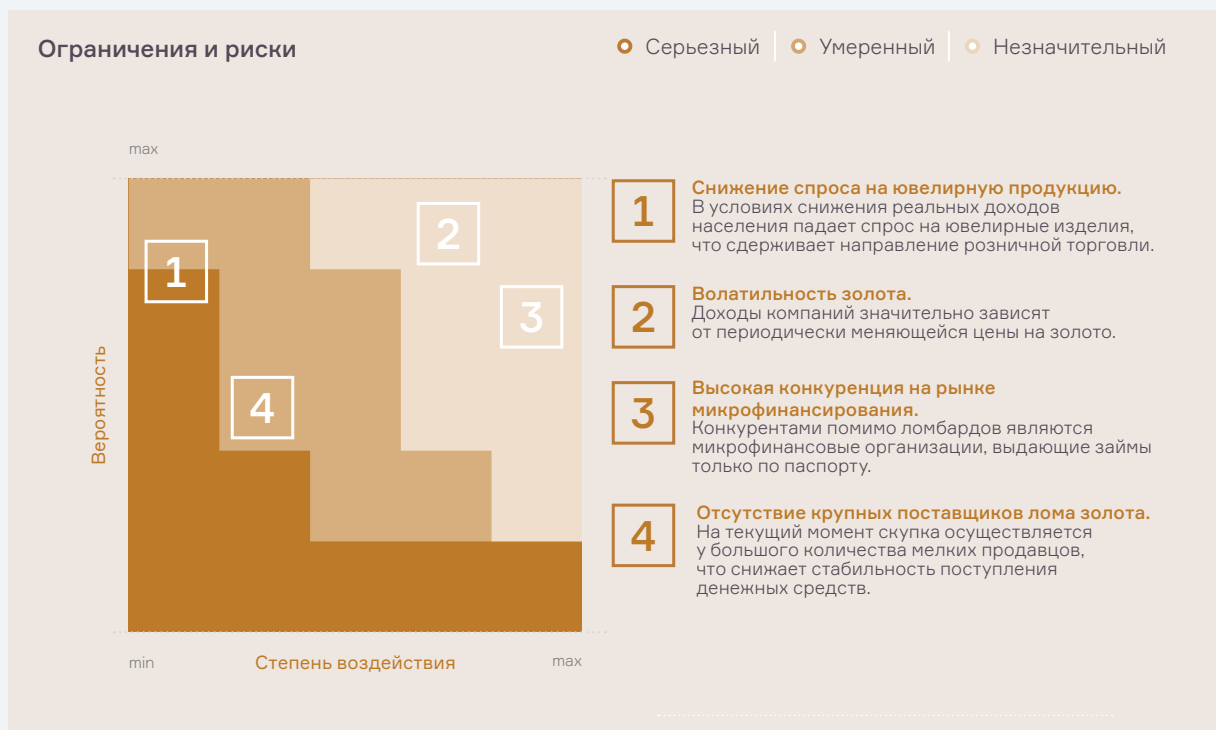 Ограничения и риски
Серьезный
Умеренный
Незначительный
max
1
2
3
4
Вероятность
min
Степень воздействия
max
1
Снижение спроса на ювелирную продукцию.
В условиях снижения реальных доходов
населения падает спрос на ювелирные изделия,
что сдерживает направление розничной торговли.
2
Волатильность золота.
Доходы компаний значительно зависят
от периодически меняющейся цены на золото.
3
Высокая конкуренция на рынке
микрофинансирования.
Конкурентами помимо ломбардов являются
микрофинансовые организации, выдающие займы
только по паспорту.
4
Отсутствие крупных поставщиков лома золота.
На текущий момент скупка осуществляется
у большого количества мелких продавцов,
что снижает стабильность поступления
денежных средств.